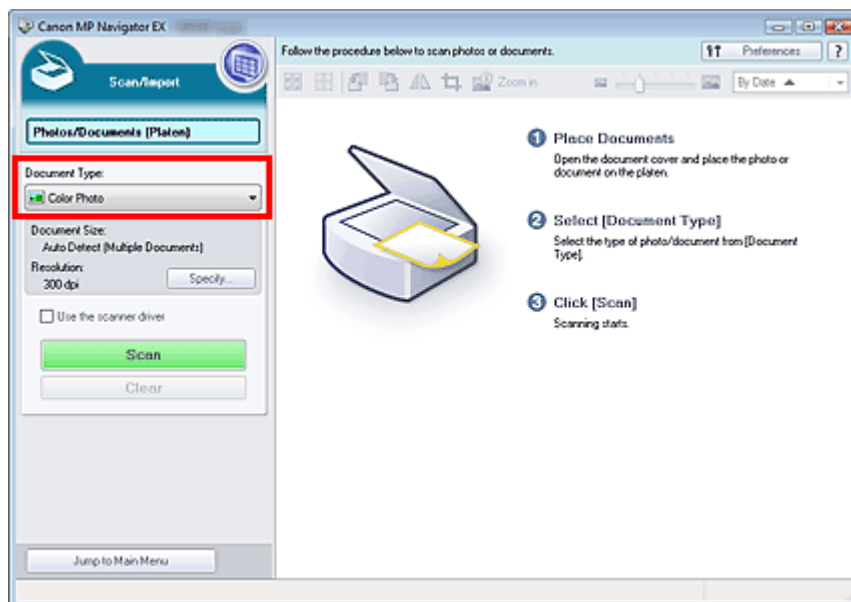 Canon MP Navigator EX
Scan/Import
Follow the procedure below to scan photos or documents.
Preferences
?
Zoom in
By Date
Photos/Documents (Platen)
Document Type:
Color Photo
Document Size:
Auto Detect (Multiple Documents)
Resolution:
300 dpi
Specify...
Use the scanner driver
Scan
Clear
1 Place Documents
Open the document cover and place the photo or
document on the platen.
2 Select [Document Type]
Select the type of photo/document from [Document
Type].
3 Click [Scan]
Scanning starts.
Jump to Main Menu